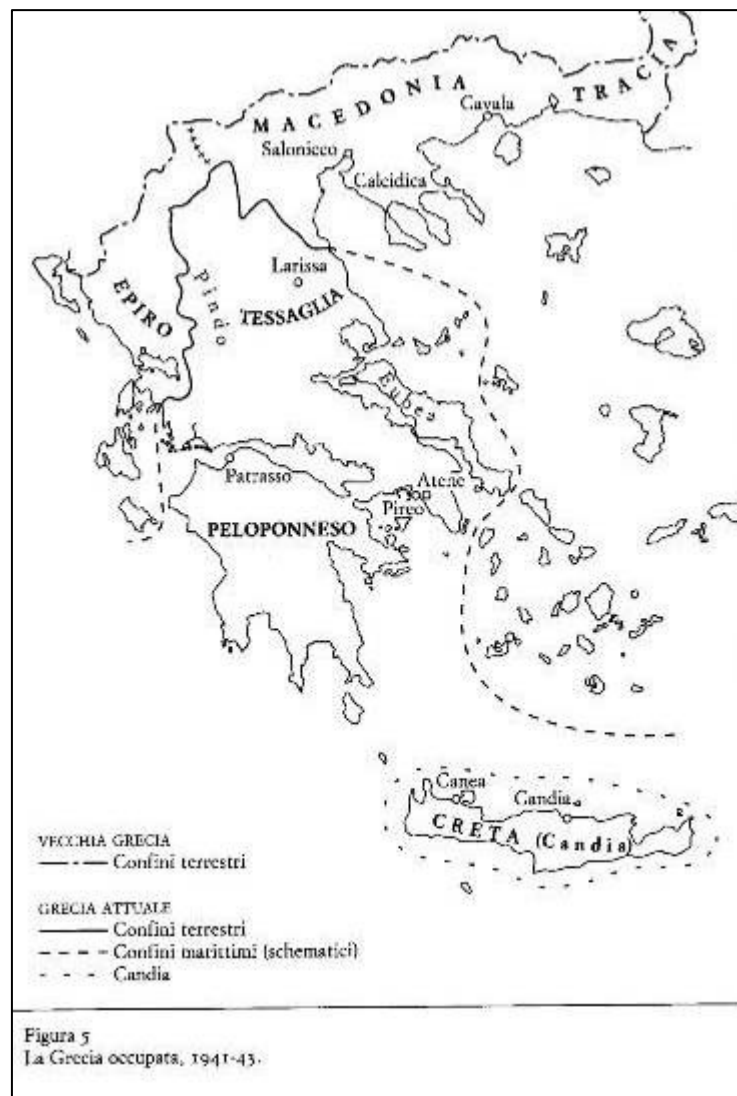 MACEDONIA
TRACIA
Cavala
Salonicco
Calcidica
Larissa
EPIRO
Pindo
TESSAGLIA
Eubea
Patrasso
Atene
Pireo
PELOPONNESO
Canea
Candia
CRETA (Candia)
VECCHIA GRECIA
Confini terrestri
GRECIA ATTUALE
Confini terrestri
Confini marittimi (schematici)
Candia
Figura 5
La Grecia occupata, 1941-43.